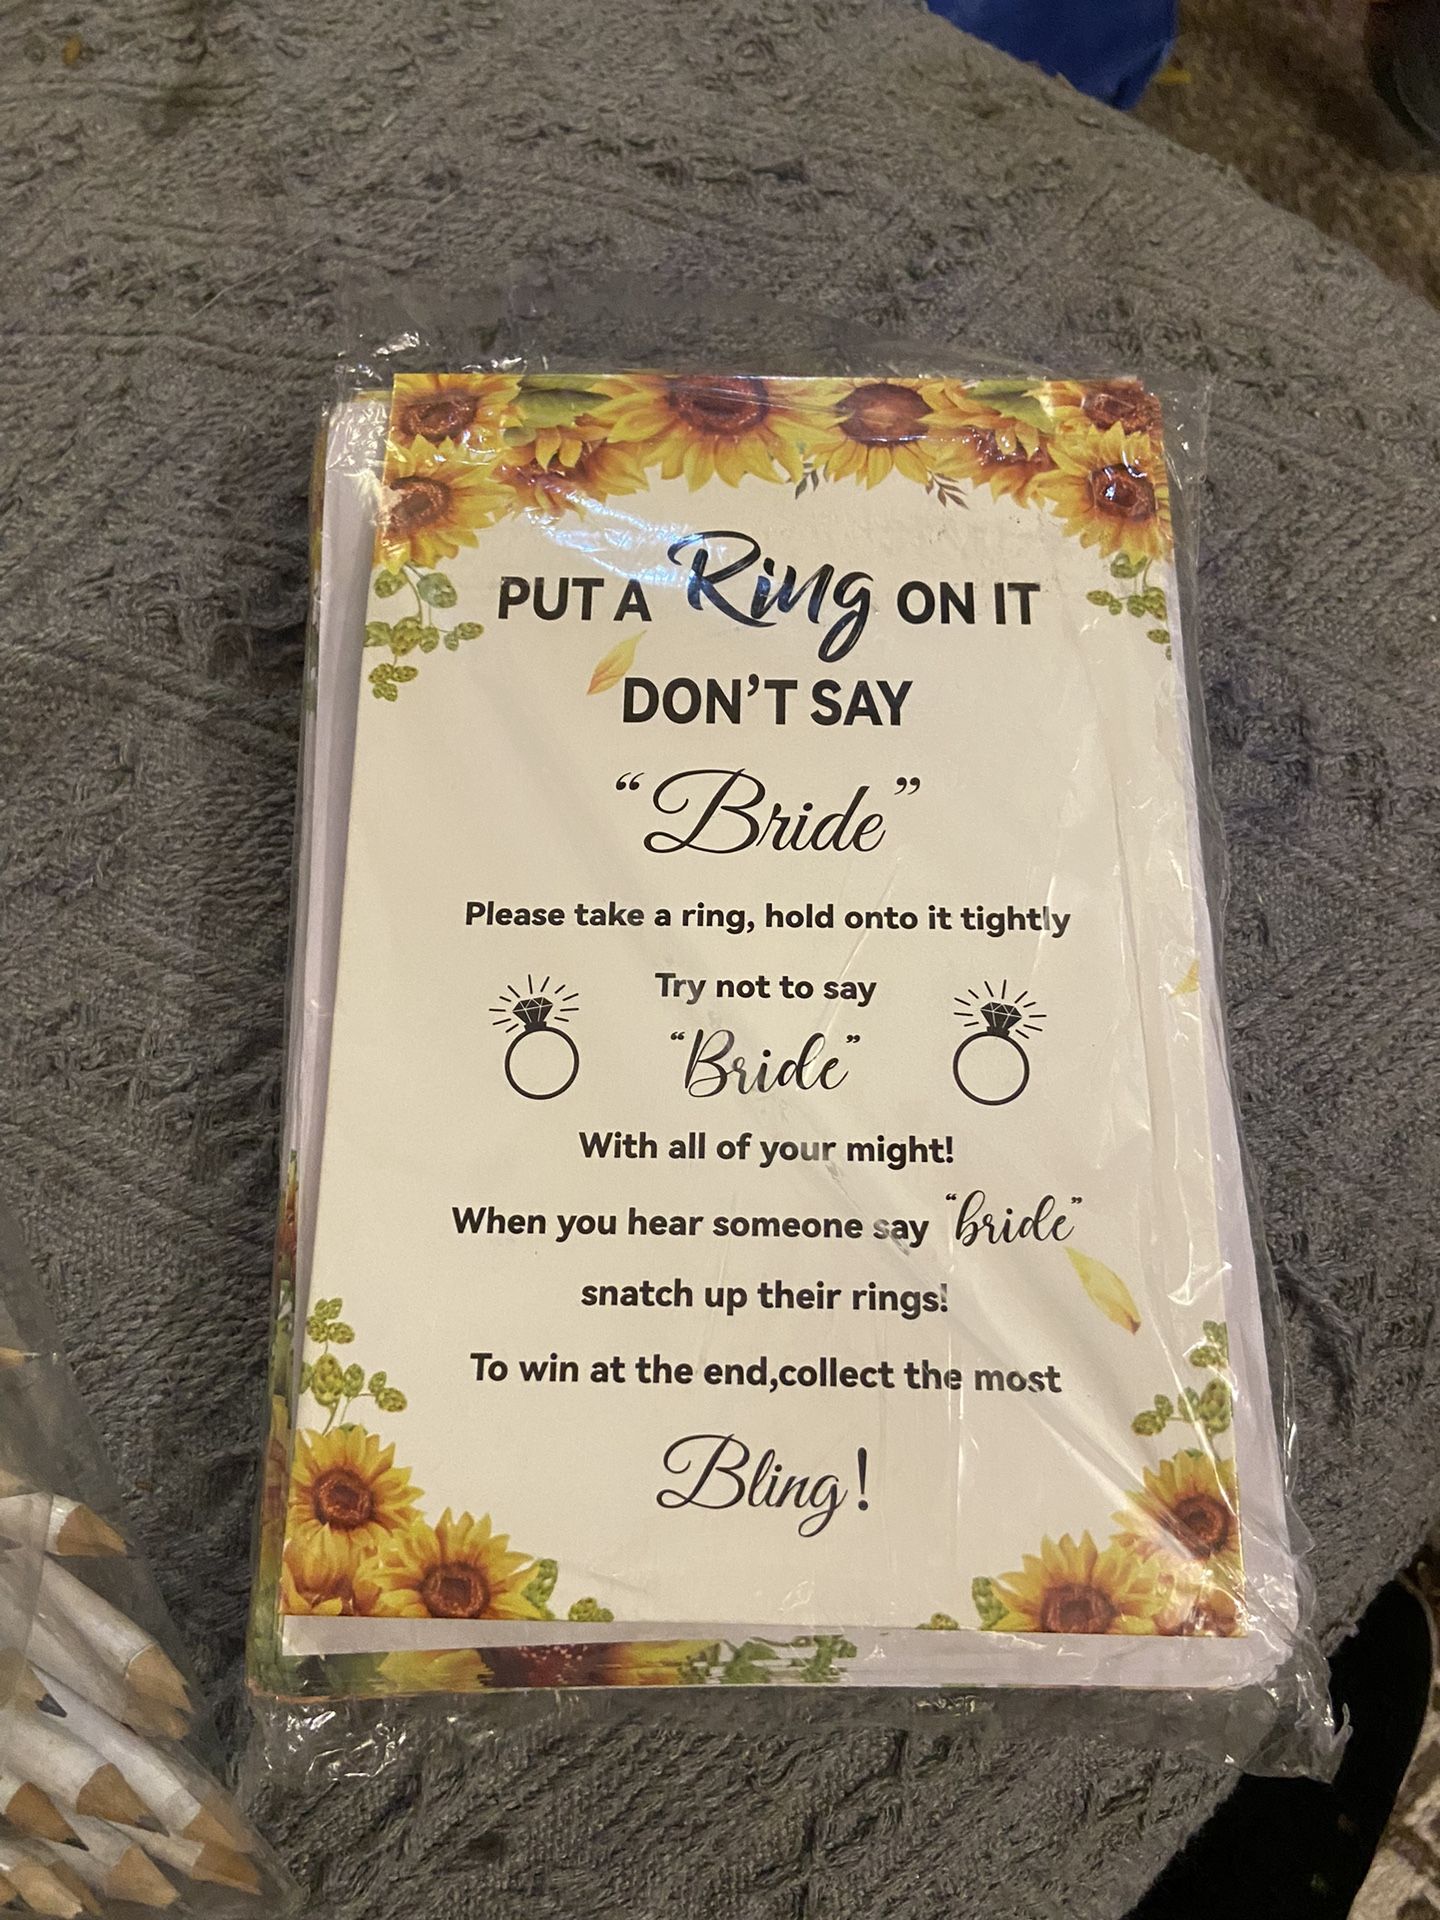 PUT A Ring ON IT
DON'T SAY
“Bride”
Please take a ring, hold onto it tightly
Try not to say
“Bride”
With all of your might!
When you hear someone say “bride”
snatch up their rings!
To win at the end,collect the most
Bling!